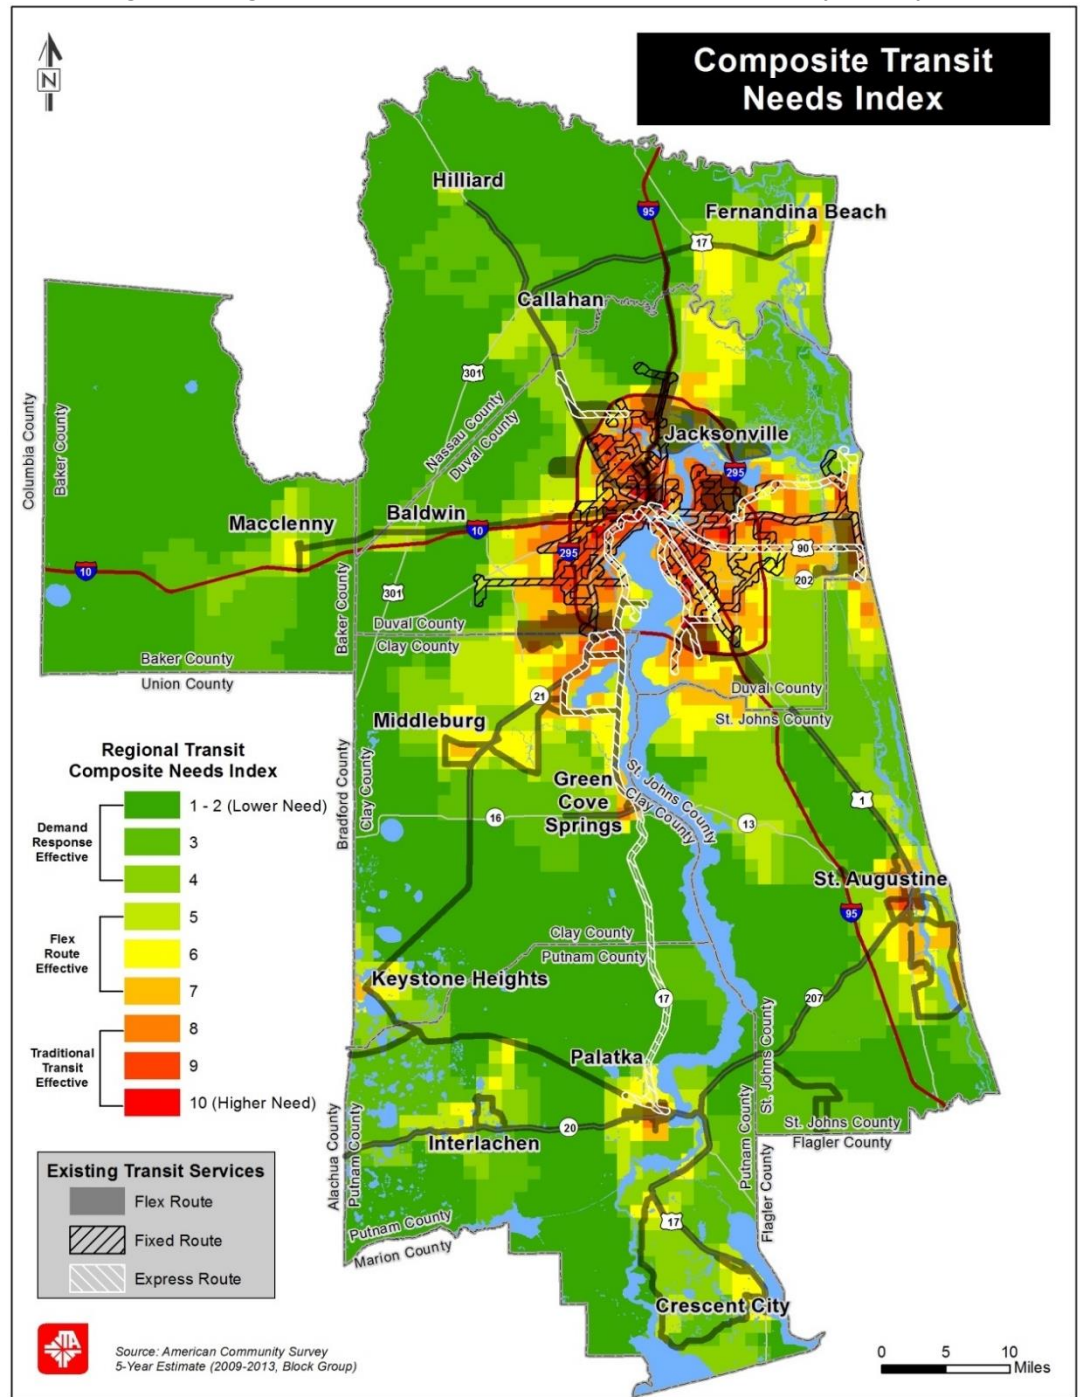 N
Composite Transit
Needs Index
Hilliard
95
Fernandina Beach
17
Callahan
301
Nassau County
Duval County
Columbia County
Baker County
Jacksonville
295
Macclenny
Baldwin
10
10
295
90
202
301
Baker County
Duval County
Clay County
Baker County
Union County
21
Duval County
St. Johns County
Middleburg
Regional Transit
Composite Needs Index
Demand
Response
Effective
1 - 2 (Lower Need)
3
4
Flex
Route
Effective
5
6
7
Traditional
Transit
Effective
8
9
10 (Higher Need)
Bradford County
Clay County
Green
Cove
Springs
St. Johns County
Clay County
16
13
1
St. Augustine
95
Clay County
Putnam County
Keystone Heights
17
207
Palatka
St. Johns County
Putnam County
St. Johns County
Flagler County
Flagler County
20
Interlachen
Alachua County
Putnam County
Putnam County
Marion County
17
Crescent City
Existing Transit Services
Flex Route
Fixed Route
Express Route
JTA
Source: American Community Survey
5-Year Estimate (2009-2013, Block Group)
0 5 10
Miles